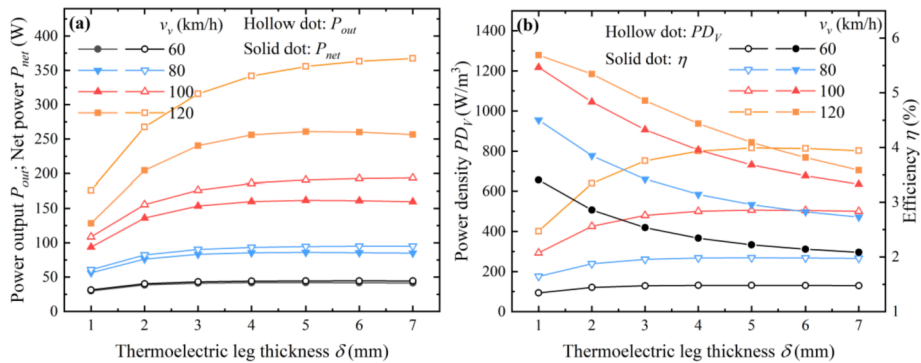 (a)
v_v (km/h)
Hollow dot: P_out
Solid dot: P_net
60
80
100
120
Power output P_out; Net power P_net (W)
400
350
300
250
200
150
100
50
0
1 2 3 4 5 6 7
Thermoelectric leg thickness δ (mm)
(b)
v_v (km/h)
Hollow dot: PD_V
Solid dot: η
60
80
100
120
Power density PD_V (W/m³)
1400
1200
1000
800
600
400
200
0
6
5
4
3
2
1
Efficiency η (%)
1 2 3 4 5 6 7
Thermoelectric leg thickness δ (mm)